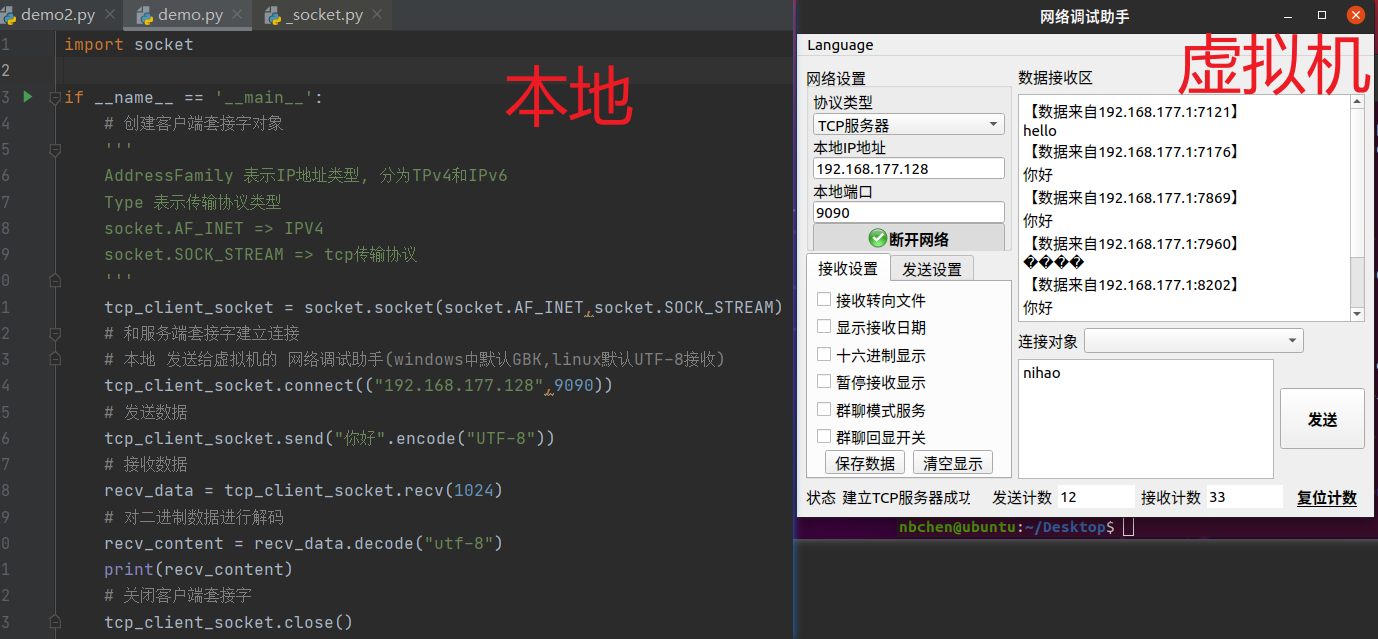 demo2.py
demo.py
_socket.py
1 import socket
2
3 if __name__ == '__main__':
4 # 创建客户端套接字对象
5 '''
6 AddressFamily 表示IP地址类型, 分为TPv4和IPv6
7 Type 表示传输协议类型
8 socket.AF_INET => IPV4
9 socket.SOCK_STREAM => tcp传输协议
0 '''
1 tcp_client_socket = socket.socket(socket.AF_INET,socket.SOCK_STREAM)
2 # 和服务端套接字建立连接
3 # 本地 发送给虚拟机的 网络调试助手(windows中默认GBK,linux默认UTF-8接收)
4 tcp_client_socket.connect(("192.168.177.128",9090))
5 # 发送数据
6 tcp_client_socket.send("你好".encode("UTF-8"))
7 # 接收数据
8 recv_data = tcp_client_socket.recv(1024)
9 # 对二进制数据进行解码
0 recv_content = recv_data.decode("utf-8")
1 print(recv_content)
2 # 关闭客户端套接字
3 tcp_client_socket.close()
本地
网络调试助手
Language
虚拟机
网络设置
协议类型
TCP服务器
本地IP地址
192.168.177.128
本地端口
9090
断开网络
接收设置
发送设置
接收转向文件
显示接收日期
十六进制显示
暂停接收显示
群聊模式服务
群聊回显开关
保存数据
清空显示
数据接收区
【数据来自192.168.177.1:7121】
hello
【数据来自192.168.177.1:7176】
你好
【数据来自192.168.177.1:7869】
你好
【数据来自192.168.177.1:7960】
����
【数据来自192.168.177.1:8202】
你好
连接对象
nihao
发送
状态 建立TCP服务器成功 发送计数 12 接收计数 33 复位计数
nbchen@ubuntu:~/Desktop$